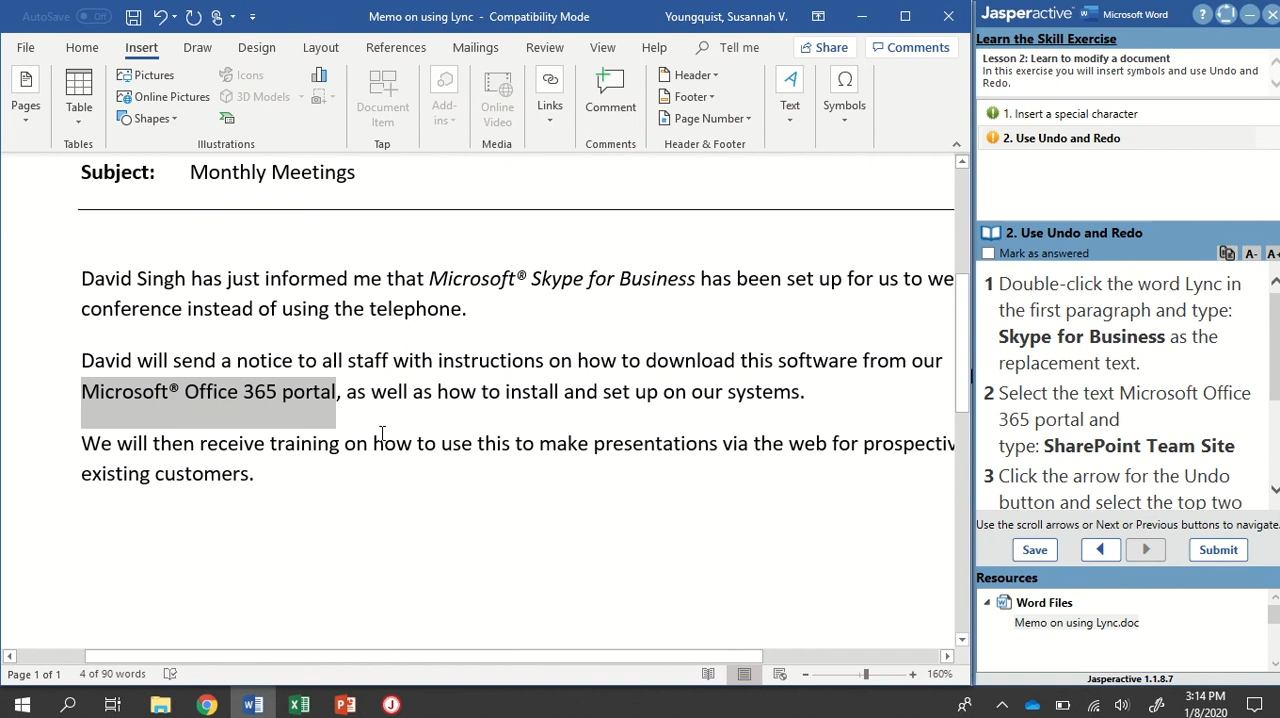 AutoSave Off
Memo on using Lync - Compatibility Mode
Youngquist, Susannah V.
File Home Insert Draw Design Layout References Mailings Review View Help Tell me Share Comments
Pages
Table
Tables
Pictures
Online Pictures
Shapes
Icons
3D Models
Illustrations
Document Item
Tap
Add-ins
Online Video
Media
Links
Comment
Comments
Header
Footer
Page Number
Header & Footer
Text
Symbols
Subject: Monthly Meetings
David Singh has just informed me that Microsoft® Skype for Business has been set up for us to we
conference instead of using the telephone.
David will send a notice to all staff with instructions on how to download this software from our
Microsoft® Office 365 portal, as well as how to install and set up on our systems.
We will then receive training on how to use this to make presentations via the web for prospectiv
existing customers.
Page 1 of 1 4 of 90 words 160%
Jasperactive Microsoft Word
Learn the Skill Exercise
Lesson 2: Learn to modify a document
In this exercise you will insert symbols and use Undo and
Redo.
1. Insert a special character
2. Use Undo and Redo
2. Use Undo and Redo
Mark as answered
A- A+
1 Double-click the word Lync in
the first paragraph and type:
Skype for Business as the
replacement text.
2 Select the text Microsoft Office
365 portal and
type: SharePoint Team Site
3 Click the arrow for the Undo
button and select the top two
Use the scroll arrows or Next or Previous buttons to navigate.
Save Submit
Resources
Word Files
Memo on using Lync.doc
Jasperactive 1.1.8.7
3:14 PM
1/8/2020